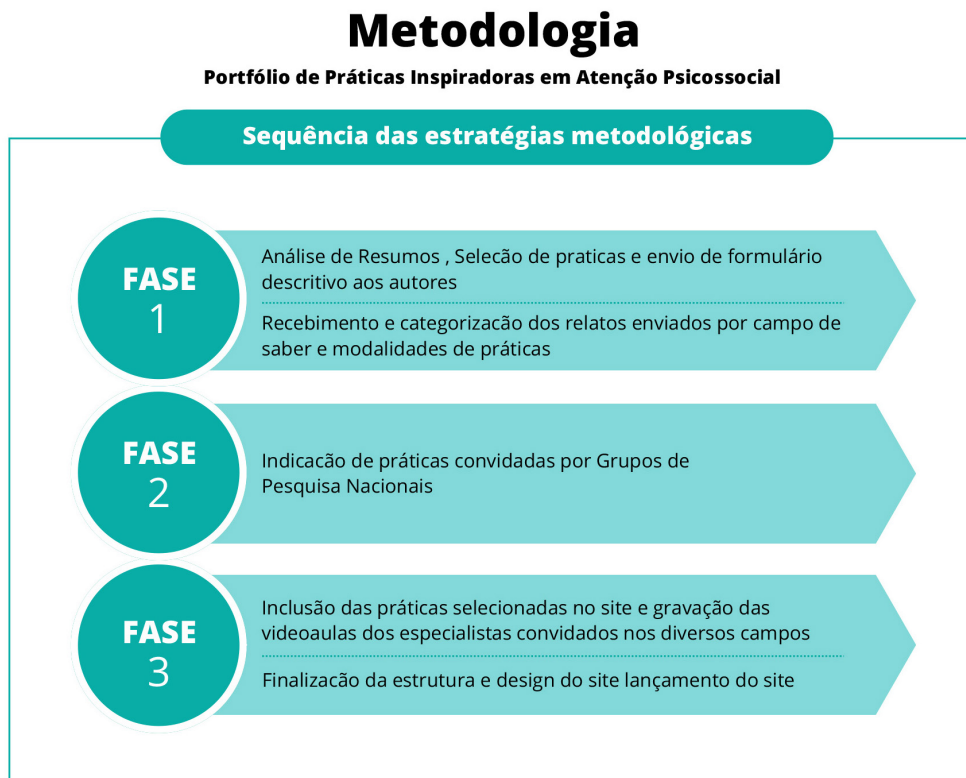 Metodologia
Portfólio de Práticas Inspiradoras em Atenção Psicossocial
Sequência das estratégias metodológicas
FASE
1
Análise de Resumos , Selecão de praticas e envio de formulário
descritivo aos autores
Recebimento e categorizacão dos relatos enviados por campo de
saber e modalidades de práticas
FASE
2
Indicacão de práticas convidadas por Grupos de
Pesquisa Nacionais
FASE
3
Inclusão das práticas selecionadas no site e gravação das
videoaulas dos especialistas convidados nos diversos campos
Finalizacão da estrutura e design do site lançamento do site